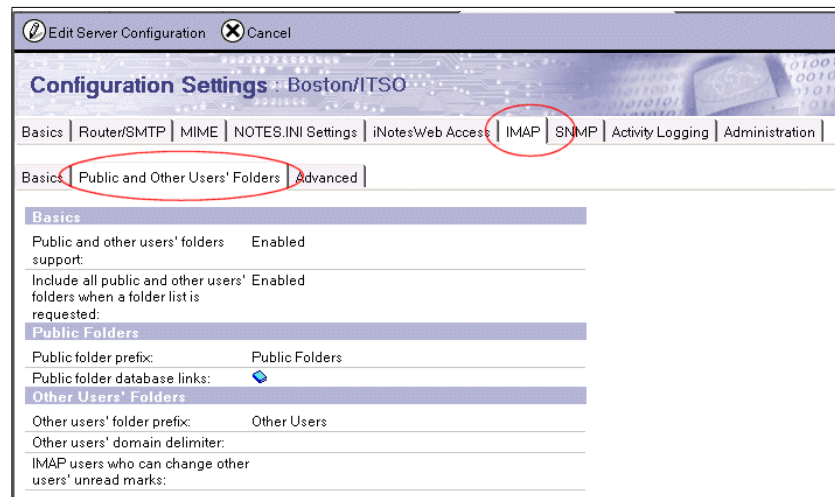 Edit Server Configuration Cancel
Configuration Settings : Boston/ITSO
Basics Router/SMTP MIME NOTES.INI Settings iNotesWeb Access IMAP SNMP Activity Logging Administration
Basics Public and Other Users' Folders Advanced
Basics
Public and other users' folders Enabled
support:
Include all public and other users' Enabled
folders when a folder list is
requested:
Public Folders
Public folder prefix: Public Folders
Public folder database links:
Other Users' Folders
Other users' folder prefix: Other Users
Other users' domain delimiter:
IMAP users who can change other
users' unread marks: